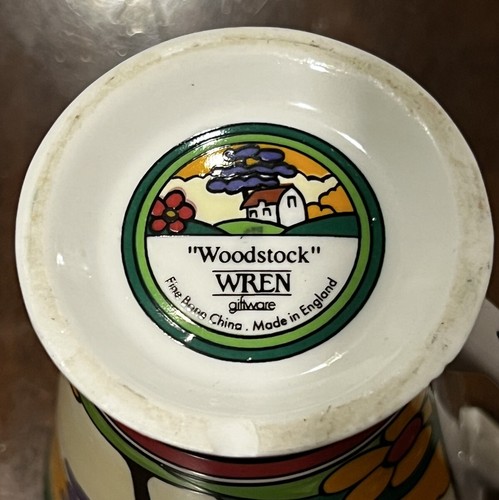 "Woodstock"
WREN
giftware
Fine Bone China . Made in England